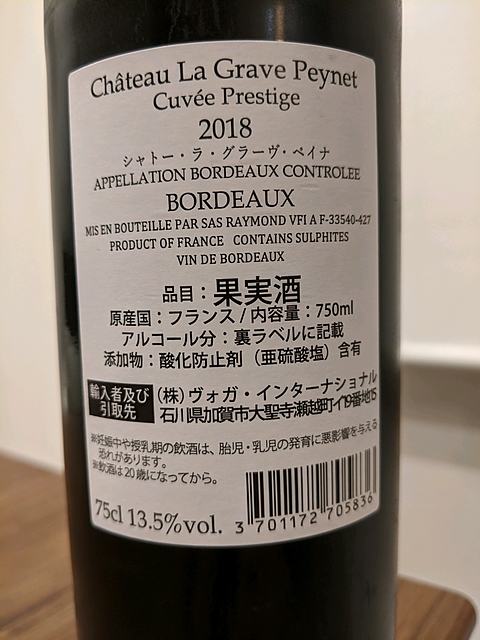 Château La Grave Peynet
Cuvée Prestige
2018
シャトー・ラ・グラーヴ・ペイナ
APPELLATION BORDEAUX CONTROLEE
BORDEAUX
MIS EN BOUTEILLE PAR SAS RAYMOND VFI A F-33540-427
PRODUCT OF FRANCE CONTAINS SULPHITES
VIN DE BORDEAUX
品目：果実酒
原産国：フランス / 内容量：750ml
アルコール分：裏ラベルに記載
添加物：酸化防止剤（亜硫酸塩）含有
輸入者及び
引取先
（株）ヴォガ・インターナショナル
石川県加賀市大聖寺瀬越町イ19番地15
※妊娠中や授乳期の飲酒は、胎児・乳児の発育に悪影響を与える
恐れがあります。
※飲酒は20歳になってから。
75cl 13.5%vol.
3 701172 705836